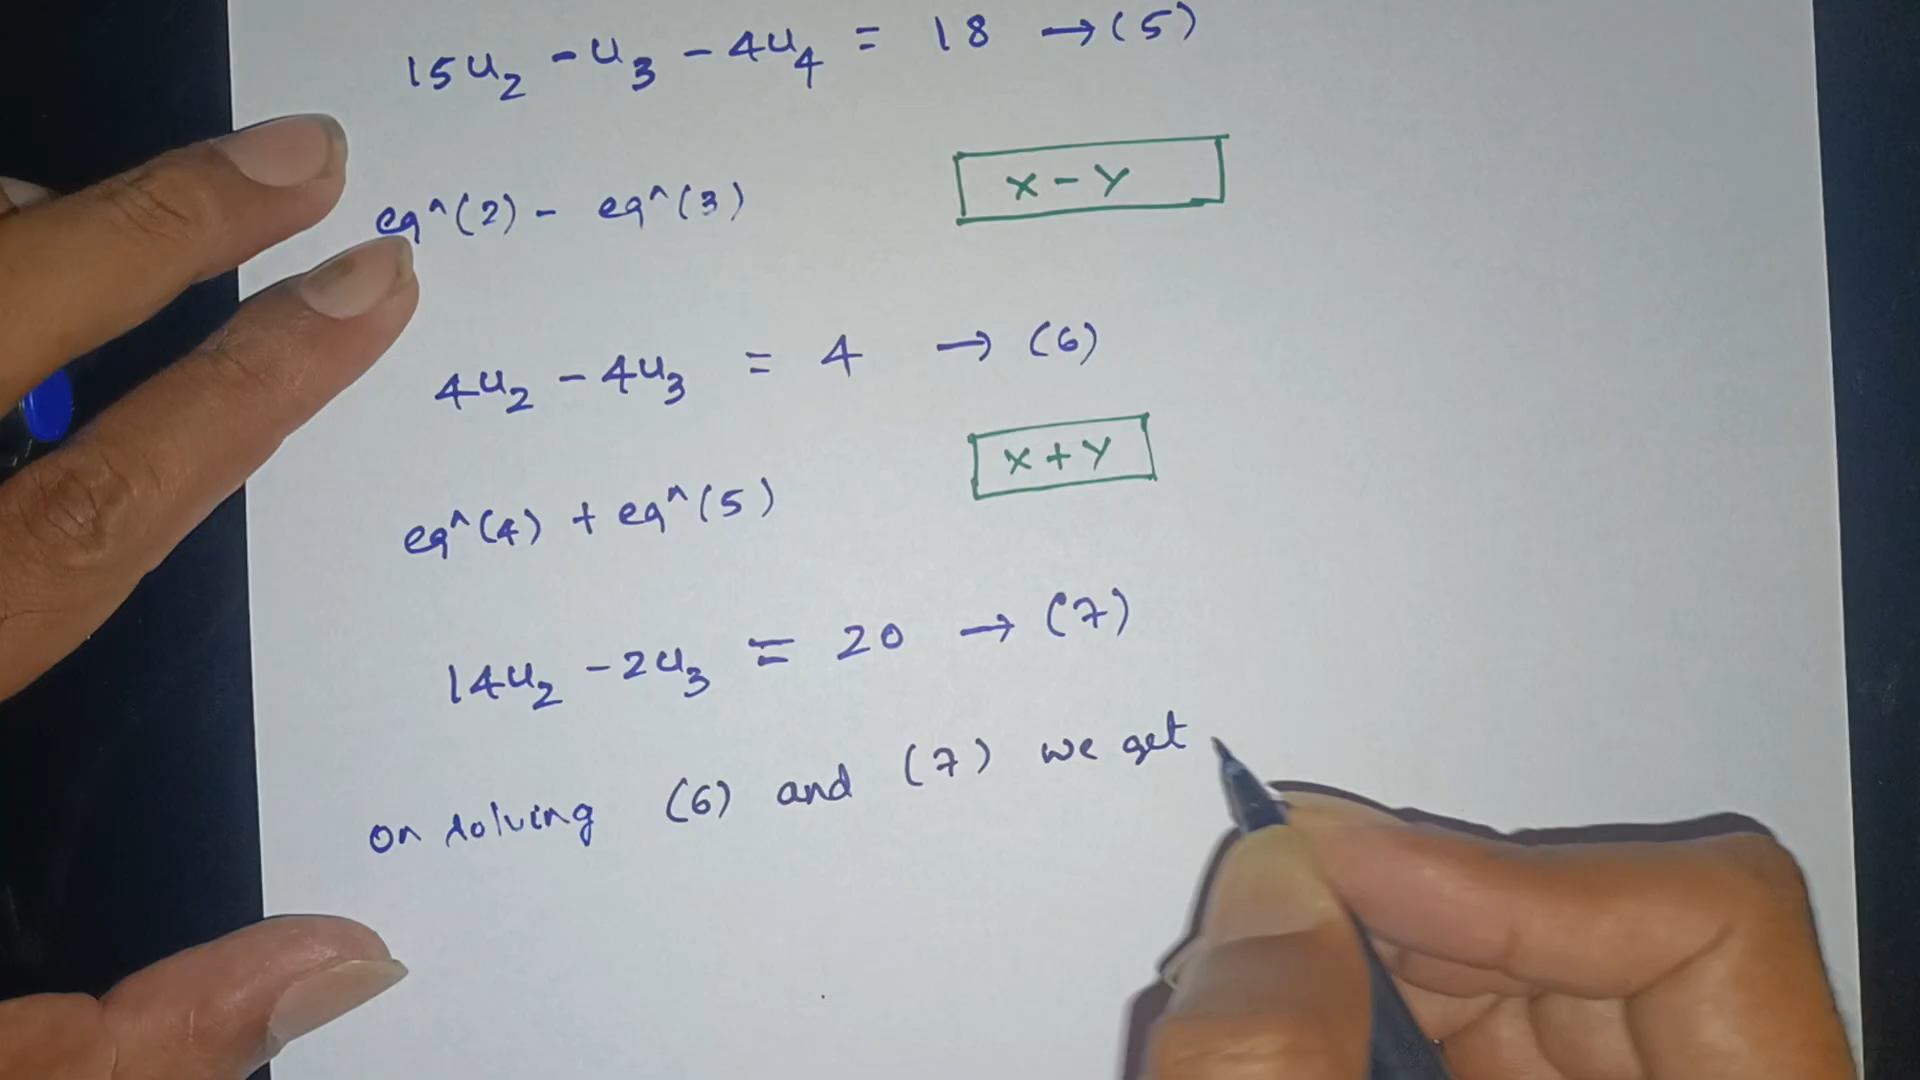 15u₂ - u₃ - 4u₄ = 18 → (5)
eq^(2) - eq^(3)
x - y
4u₂ - 4u₃ = 4 → (6)
x + y
eq^(4) + eq^(5)
14u₂ - 2u₃ = 20 → (7)
on solving (6) and (7) we get